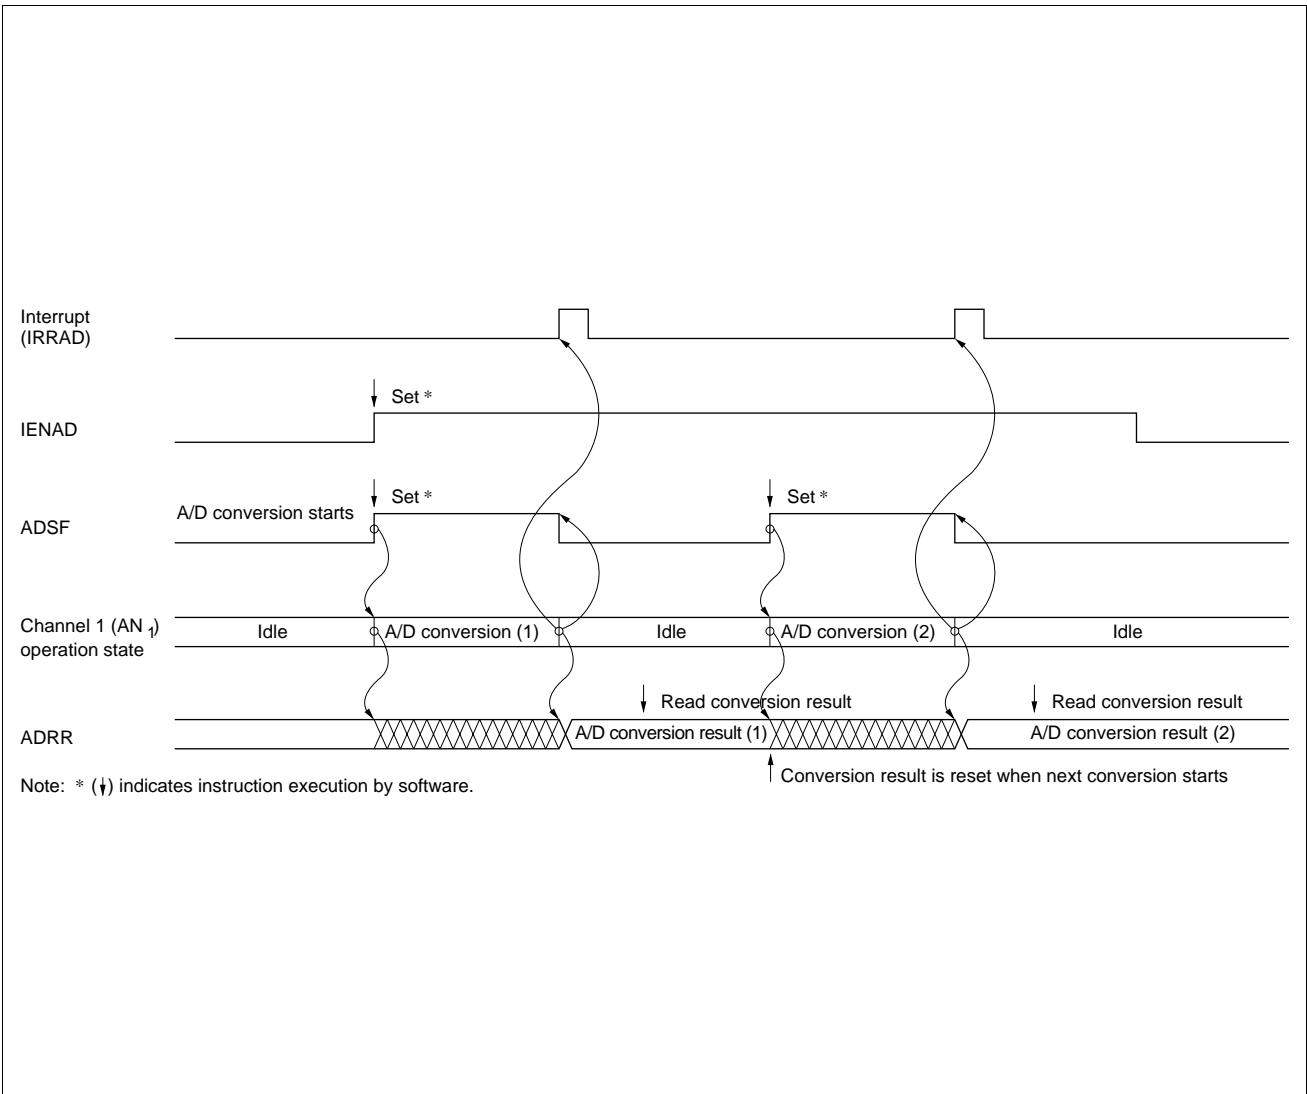 Interrupt
(IRRAD)
Set *
IENAD
Set *
Set *
A/D conversion starts
ADSF
Channel 1 (AN 1)
operation state
Idle
A/D conversion (1)
Idle
A/D conversion (2)
Idle
Read conversion result
Read conversion result
ADRR
A/D conversion result (1)
A/D conversion result (2)
Conversion result is reset when next conversion starts
Note: * (↓) indicates instruction execution by software.